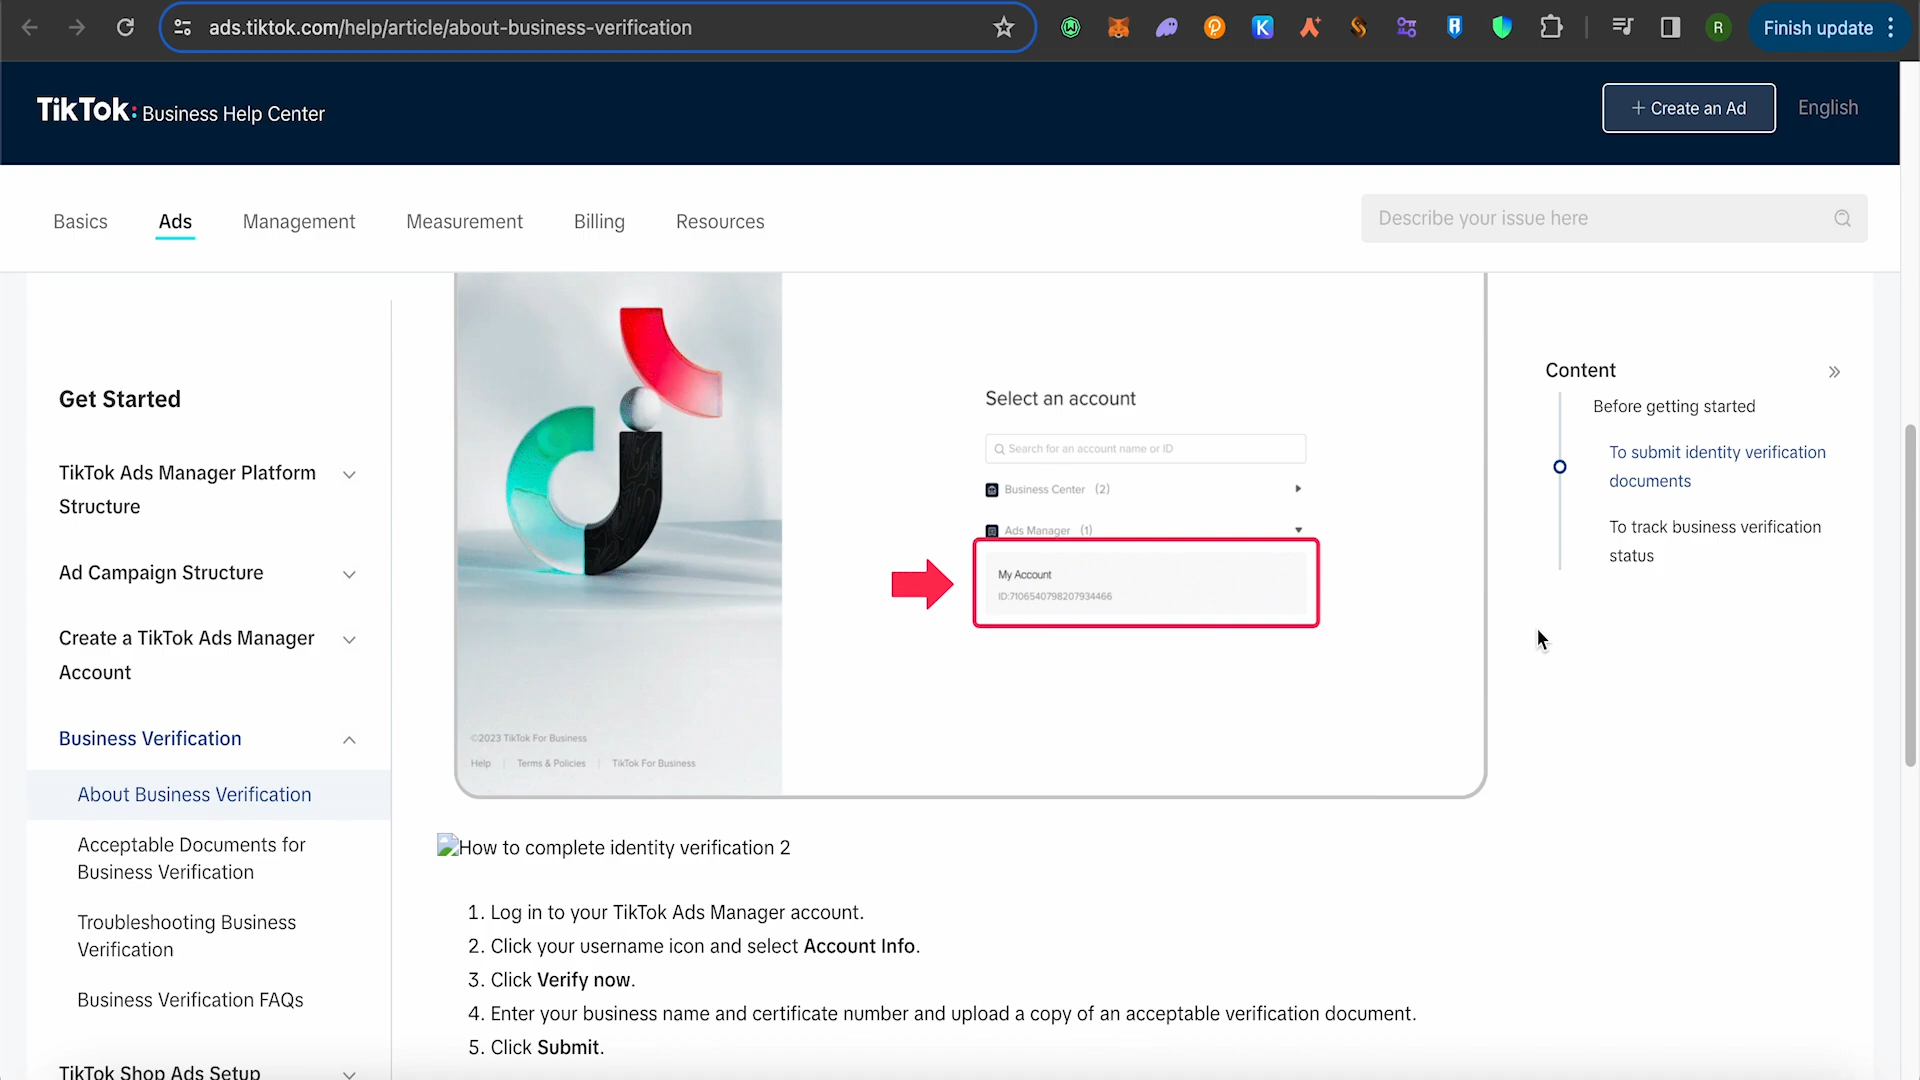 ads.tiktok.com/help/article/about-business-verification
R
Finish update
TikTok: Business Help Center
+ Create an Ad
English
Basics
Ads
Management
Measurement
Billing
Resources
Describe your issue here
Get Started
TikTok Ads Manager Platform
Structure
Ad Campaign Structure
Create a TikTok Ads Manager
Account
Business Verification
About Business Verification
Acceptable Documents for
Business Verification
Troubleshooting Business
Verification
Business Verification FAQs
TikTok Shop Ads Setup
Select an account
Search for an account name or ID
Business Center (2)
Ads Manager (1)
My Account
ID:7106540798207934466
©2023 TikTok For Business
Help
Terms & Policies
TikTok For Business
How to complete identity verification 2
1. Log in to your TikTok Ads Manager account.
2. Click your username icon and select Account Info.
3. Click Verify now.
4. Enter your business name and certificate number and upload a copy of an acceptable verification document.
5. Click Submit.
Content
Before getting started
To submit identity verification
documents
To track business verification
status